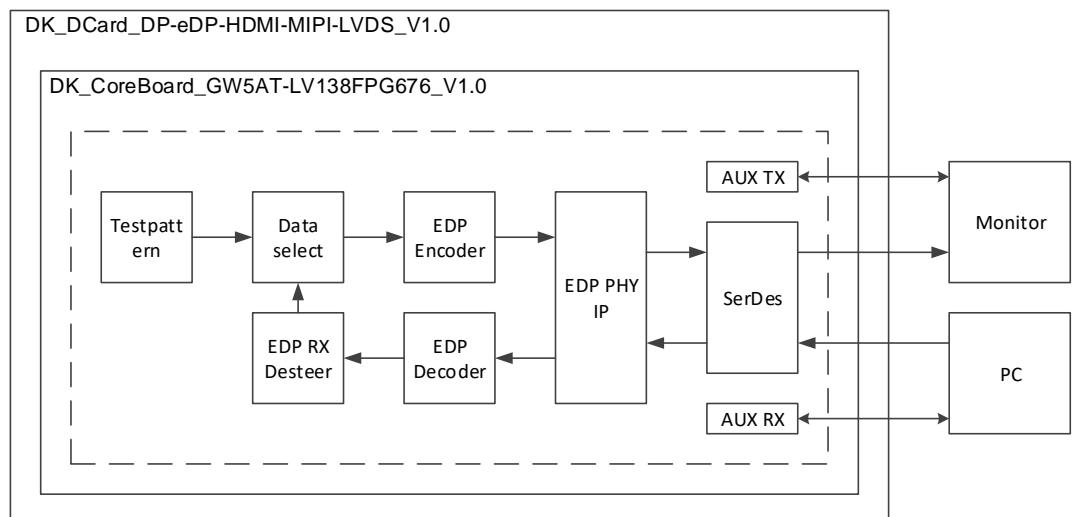 DK_DCard_DP-eDP-HDMI-MIPI-LVDS_V1.0
DK_CoreBoard_GW5AT-LV138FPG676_V1.0
AUX TX
Testpatt
ern
Data
select
EDP
Encoder
EDP PHY
IP
SerDes
Monitor
EDP RX
Desteer
EDP
Decoder
PC
AUX RX